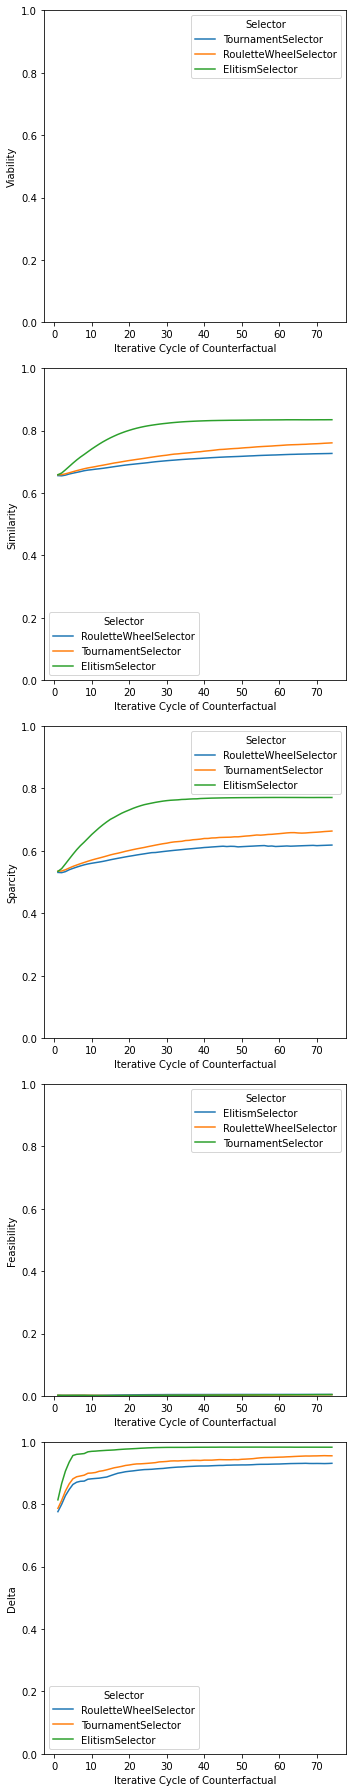 1.0
Selector
TournamentSelector
RouletteWheelSelector
ElitismSelector
0.8
0.6
Viability
0.4
0.2
0.0
0 10 20 30 40 50 60 70
Iterative Cycle of Counterfactual
1.0
0.8
0.6
Similarity
0.4
0.2
Selector
RouletteWheelSelector
TournamentSelector
ElitismSelector
0.0
0 10 20 30 40 50 60 70
Iterative Cycle of Counterfactual
1.0
Selector
RouletteWheelSelector
TournamentSelector
ElitismSelector
0.8
0.6
Sparcity
0.4
0.2
0.0
0 10 20 30 40 50 60 70
Iterative Cycle of Counterfactual
1.0
Selector
ElitismSelector
RouletteWheelSelector
TournamentSelector
0.8
0.6
Feasibility
0.4
0.2
0.0
0 10 20 30 40 50 60 70
Iterative Cycle of Counterfactual
1.0
0.8
0.6
Delta
0.4
0.2
Selector
RouletteWheelSelector
TournamentSelector
ElitismSelector
0.0
0 10 20 30 40 50 60 70
Iterative Cycle of Counterfactual